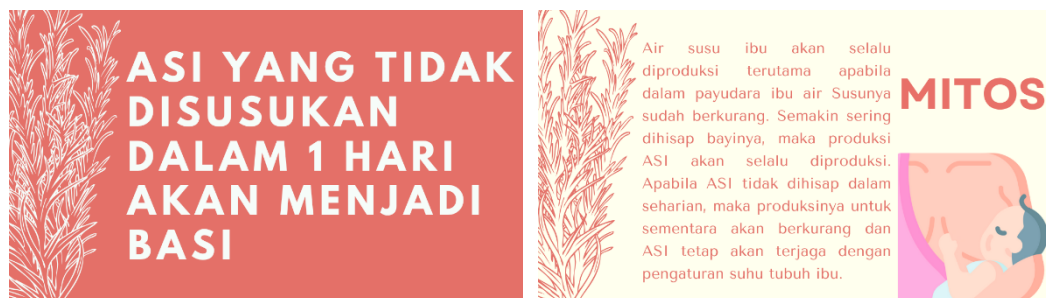 ASI YANG TIDAK
DISUSUKAN
DALAM 1 HARI
AKAN MENJADI
BASI
Air susu ibu akan selalu
diproduksi terutama apabila
dalam payudara ibu air Susunya
sudah berkurang. Semakin sering
dihisap bayinya, maka produksi
ASI akan selalu diproduksi.
Apabila ASI tidak dihisap dalam
seharian, maka produksinya untuk
sementara akan berkurang dan
ASI tetap akan terjaga dengan
pengaturan suhu tubuh ibu.
MITOS